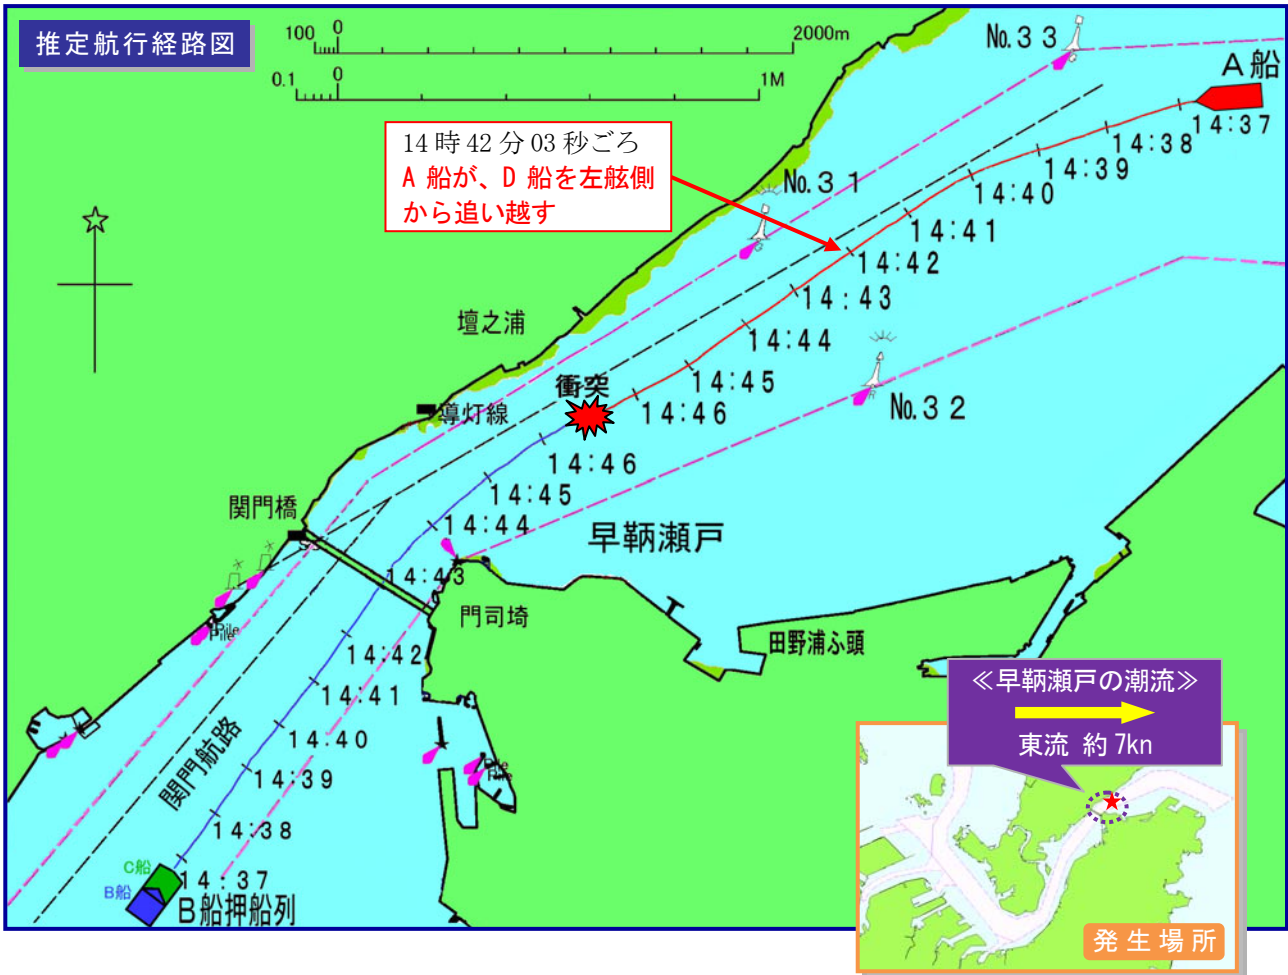 推定航行経路図
100 0 2000m
0.1 0 1M
No.33
A船
14:37
14:38
14:39
14:40
14:41
14:42
14:43
14:44
14:45
14:46
14時42分03秒ごろ
A 船が、D 船を左舷側
から追い越す
No.31
No.32
壇之浦
衝突
導灯線
関門橋
早鞆瀬戸
門司埼
田野浦ふ頭
14:46
14:45
14:44
14:43
14:42
14:41
14.40
14:39
14:38
14:37
関門航路
C船
B船
B船押船列
Pile
Pile
Pile
Pile
≪早鞆瀬戸の潮流≫
東流 約7kn
発生場所